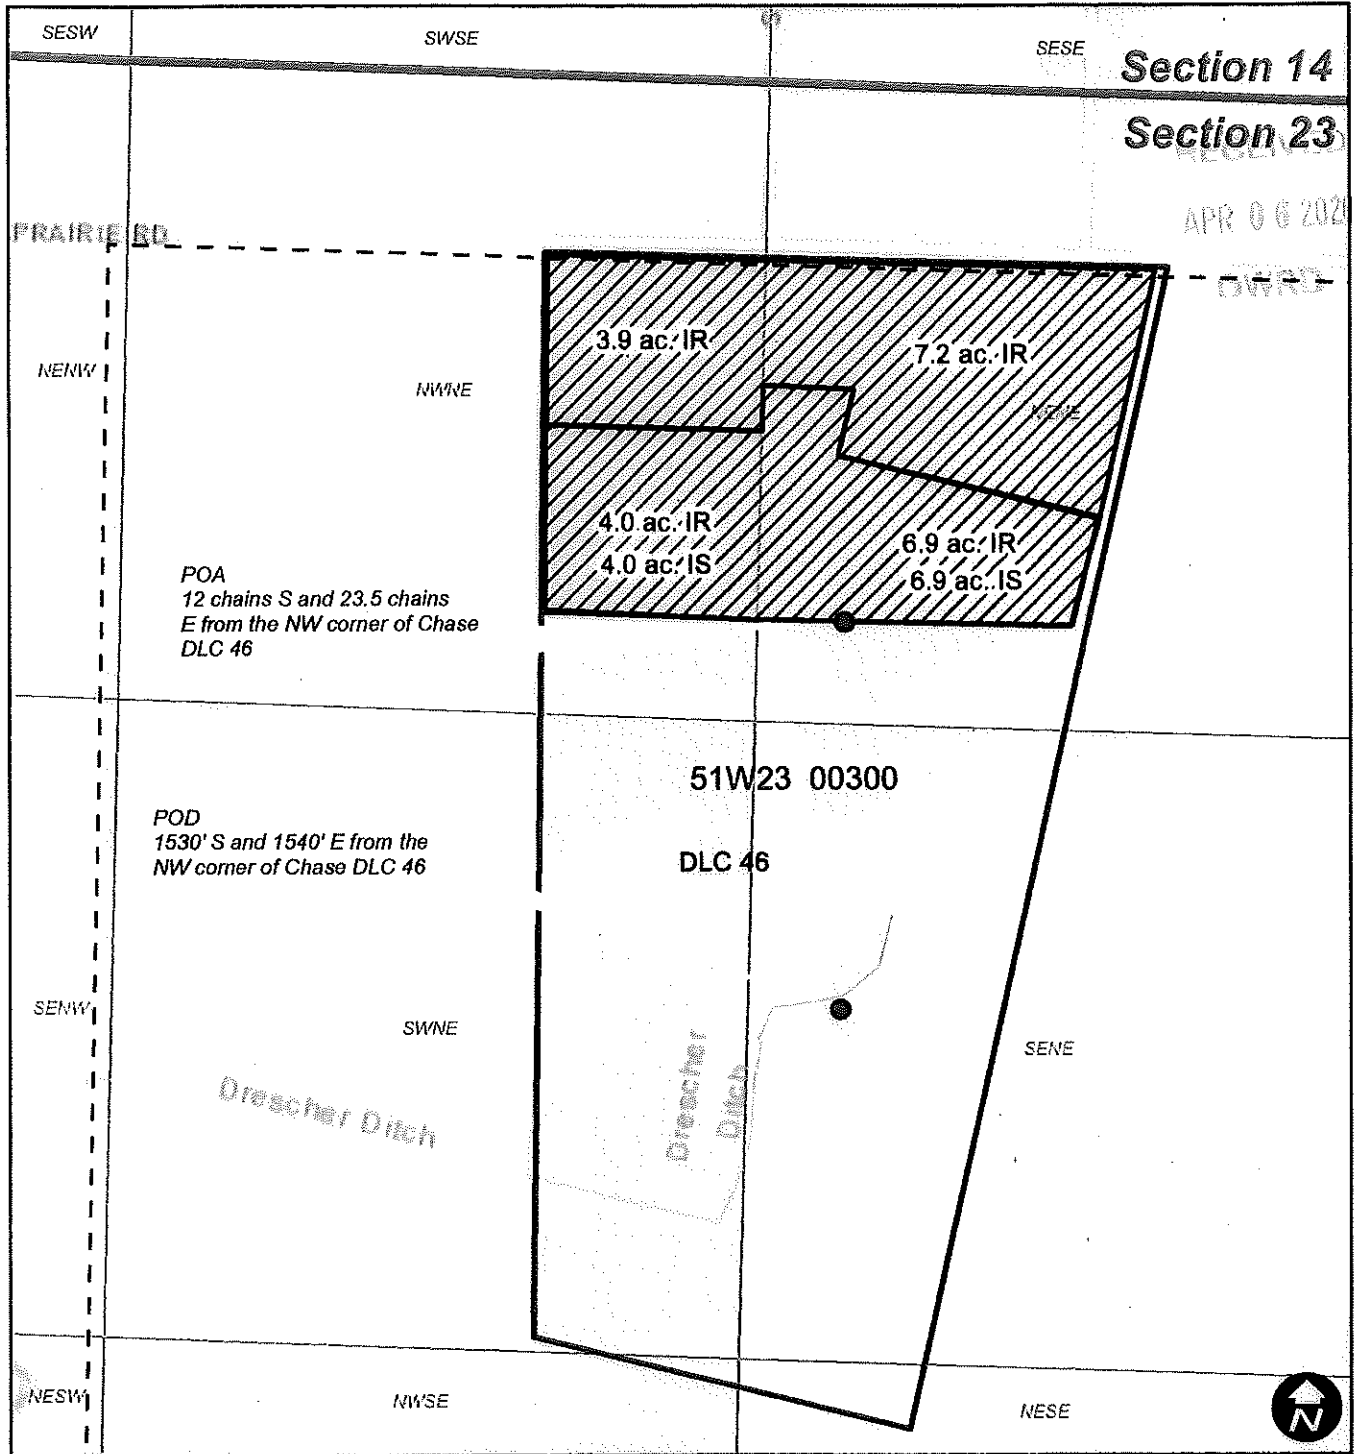 SESW
SWSE
SESE
Section 14
Section 23
RECEIVED
APR 06 202
OWRD
PRAIRIE RD
3.9 ac. IR
7.2 ac. IR
NENW
NWNE
NENE
4.0 ac. IR
4.0 ac. IS
6.9 ac. IR
6.9 ac. IS
POA
12 chains S and 23.5 chains
E from the NW corner of Chase
DLC 46
51W23 00300
POD
1530' S and 1540' E from the
NW corner of Chase DLC 46
DLC 46
SENW
SWNE
SENE
Drescher Ditch
Drescher
Ditch
NESW
NWSE
NESE
N